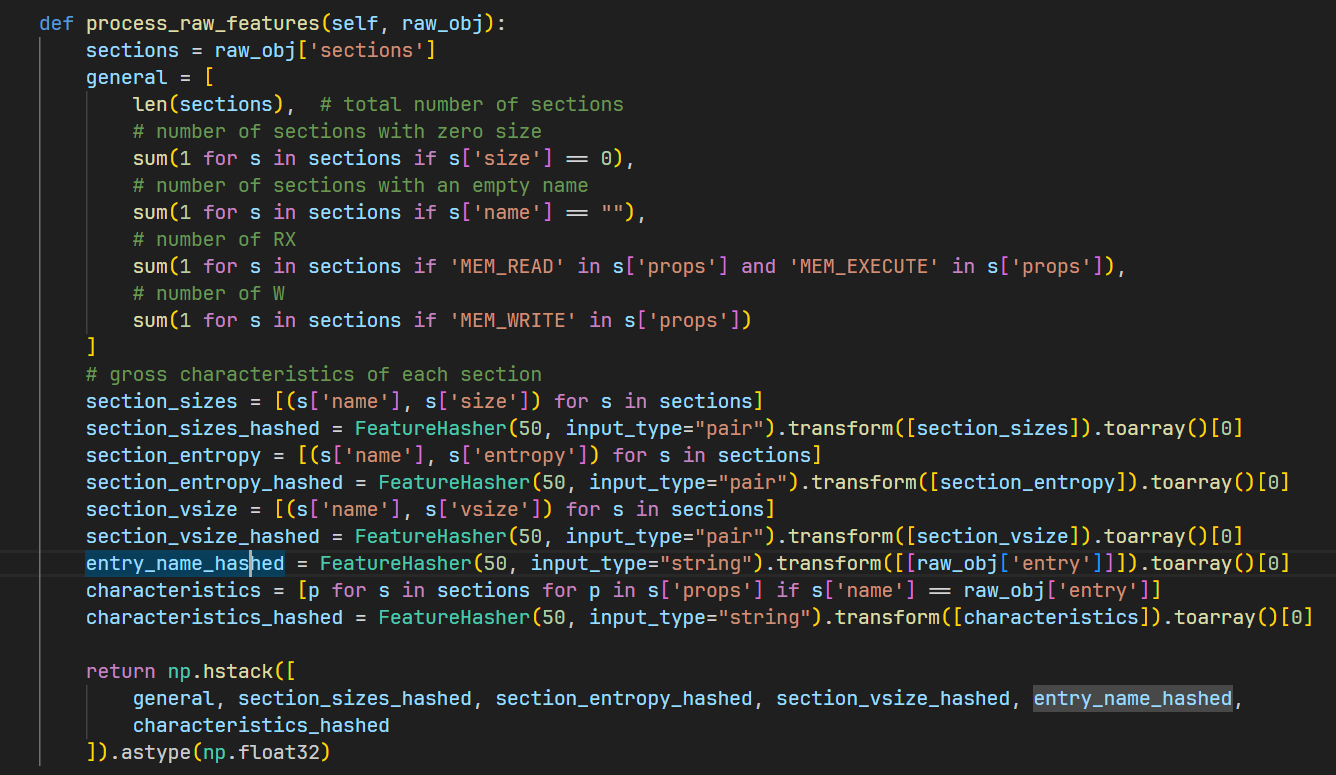 def process_raw_features(self, raw_obj):
    sections = raw_obj['sections']
    general = [
        len(sections),  # total number of sections
        # number of sections with zero size
        sum(1 for s in sections if s['size'] == 0),
        # number of sections with an empty name
        sum(1 for s in sections if s['name'] == ""),
        # number of RX
        sum(1 for s in sections if 'MEM_READ' in s['props'] and 'MEM_EXECUTE' in s['props']),
        # number of W
        sum(1 for s in sections if 'MEM_WRITE' in s['props'])
    ]
    # gross characteristics of each section
    section_sizes = [(s['name'], s['size']) for s in sections]
    section_sizes_hashed = FeatureHasher(50, input_type="pair").transform([section_sizes]).toarray()[0]
    section_entropy = [(s['name'], s['entropy']) for s in sections]
    section_entropy_hashed = FeatureHasher(50, input_type="pair").transform([section_entropy]).toarray()[0]
    section_vsize = [(s['name'], s['vsize']) for s in sections]
    section_vsize_hashed = FeatureHasher(50, input_type="pair").transform([section_vsize]).toarray()[0]
    entry_name_hashed = FeatureHasher(50, input_type="string").transform([[raw_obj['entry']]]).toarray()[0]
    characteristics = [p for s in sections for p in s['props'] if s['name'] == raw_obj['entry']]
    characteristics_hashed = FeatureHasher(50, input_type="string").transform([characteristics]).toarray()[0]

    return np.hstack([
        general, section_sizes_hashed, section_entropy_hashed, section_vsize_hashed, entry_name_hashed,
        characteristics_hashed
    ]).astype(np.float32)